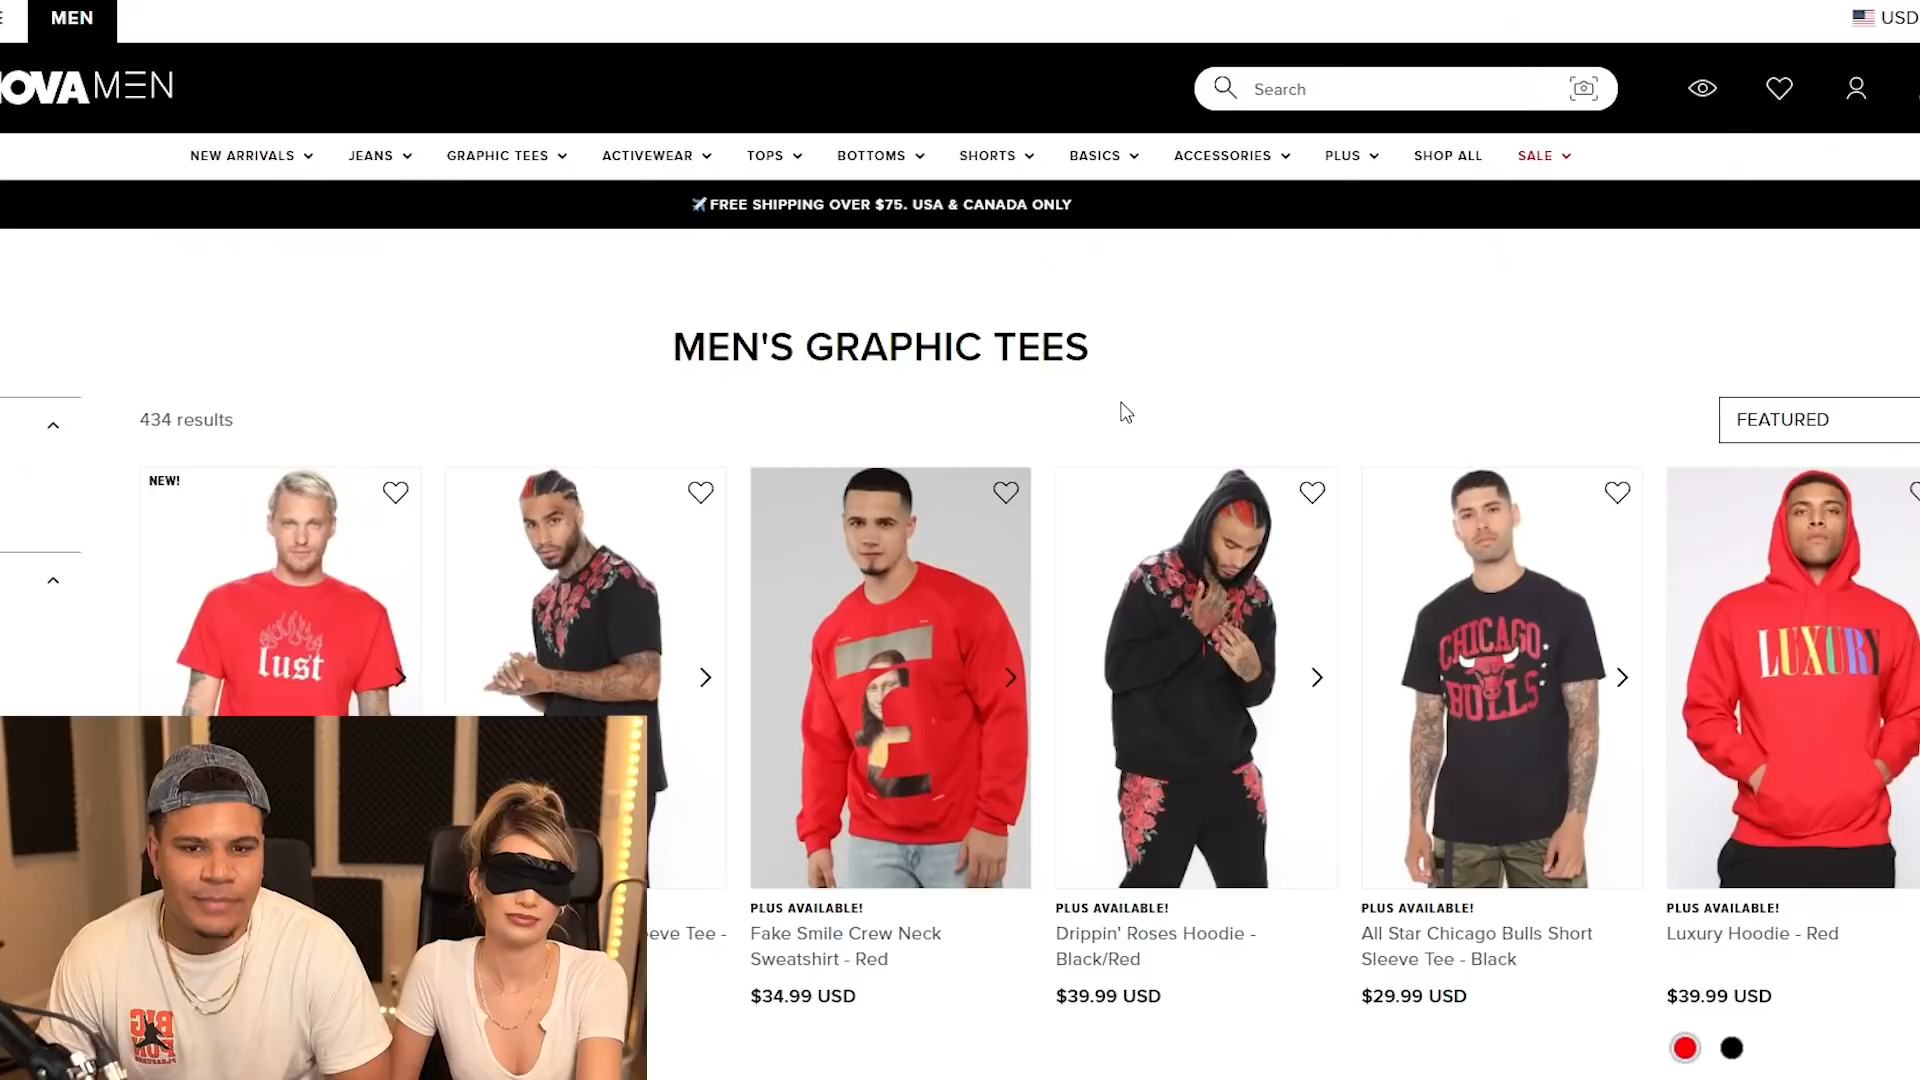 MEN
USD
NOVAMEN
Search
NEW ARRIVALS
JEANS
GRAPHIC TEES
ACTIVEWEAR
TOPS
BOTTOMS
SHORTS
BASICS
ACCESSORIES
PLUS
SHOP ALL
SALE
FREE SHIPPING OVER $75. USA & CANADA ONLY
MEN'S GRAPHIC TEES
434 results
FEATURED
NEW!
lust
CHICAGO
BULLS
LUXURY
PLUS AVAILABLE!
Fake Smile Crew Neck
Sweatshirt - Red
$34.99 USD
PLUS AVAILABLE!
Drippin' Roses Hoodie -
Black/Red
$39.99 USD
PLUS AVAILABLE!
All Star Chicago Bulls Short
Sleeve Tee - Black
$29.99 USD
PLUS AVAILABLE!
Luxury Hoodie - Red
$39.99 USD
eeve Tee -